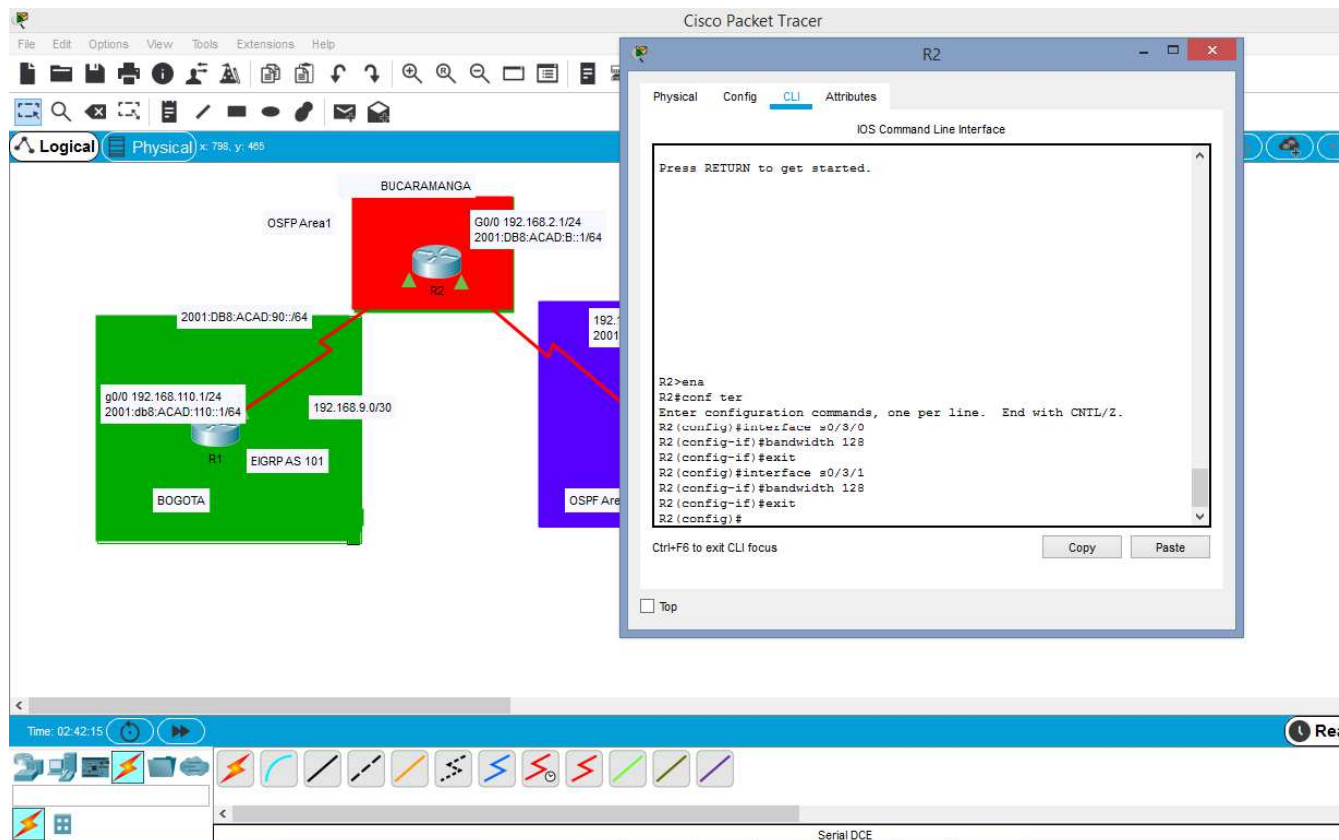 Cisco Packet Tracer
File Edit Options View Tools Extensions Help
Logical Physical x: 798, y: 465
BUCARAMANGA
OSFP Area1
G0/0 192.168.2.1/24
2001:DB8:ACAD:B::1/64
R2
2001:DB8:ACAD:90::/64
192.1
2001
g0/0 192.168.110.1/24
2001:db8:ACAD:110::1/64
192.168.9.0/30
R1
EIGRP AS 101
BOGOTA
OSPF Are
R2
Physical Config CLI Attributes
IOS Command Line Interface
Press RETURN to get started.
R2>ena
R2#conf ter
Enter configuration commands, one per line. End with CNTL/Z.
R2(config)#interface s0/3/0
R2(config-if)#bandwidth 128
R2(config-if)#exit
R2(config)#interface s0/3/1
R2(config-if)#bandwidth 128
R2(config-if)#exit
R2(config)#
Ctrl+F6 to exit CLI focus
Copy Paste
Top
Time: 02:42:15
Rea
Serial DCE